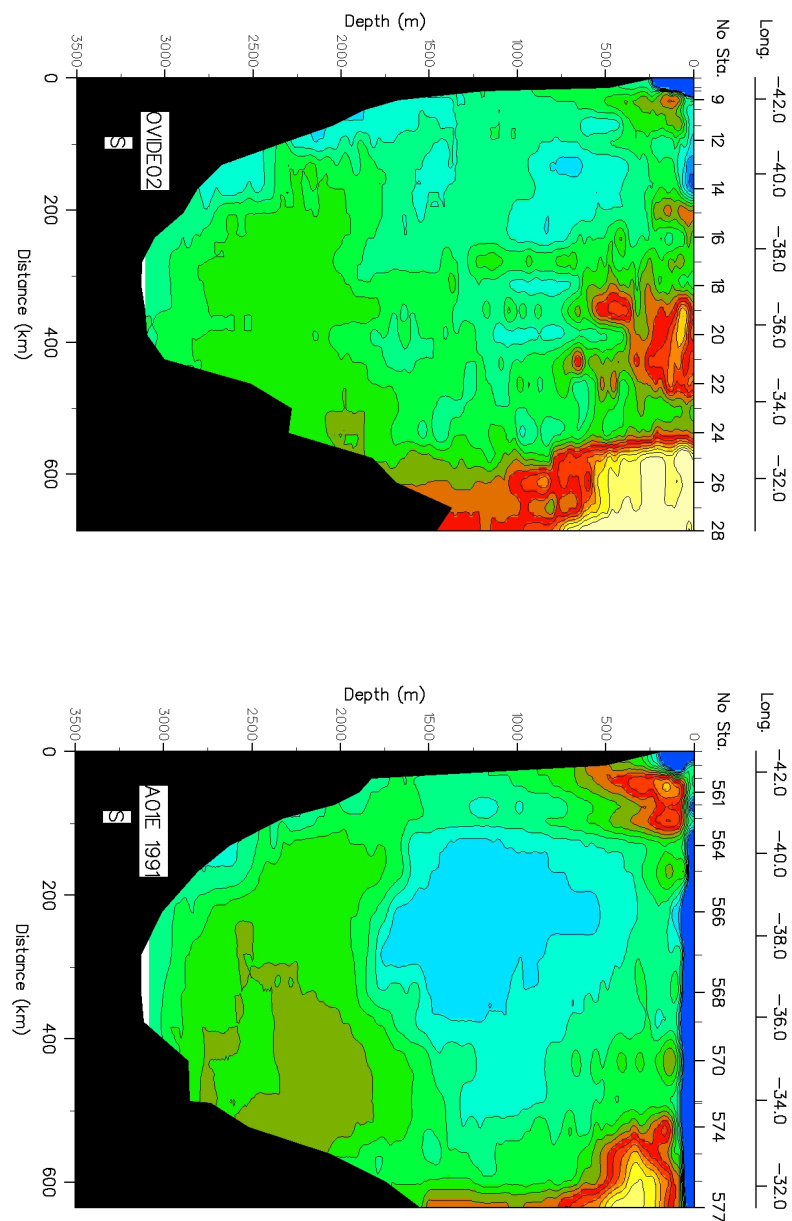 Long. -42.0 -40.0 -38.0 -36.0 -34.0 -32.0
No Sta. 9 12 14 16 18 20 22 24 26 28
0
500
1000
1500
2000
2500
3000
3500
Depth (m)
OVIDE02
S
0 200 400 600
Distance (km)
Long. -42.0 -40.0 -38.0 -36.0 -34.0 -32.0
No Sta. 561 564 566 568 570 574 577
0
500
1000
1500
2000
2500
3000
3500
Depth (m)
A01E 1991
S
0 200 400 600
Distance (km)